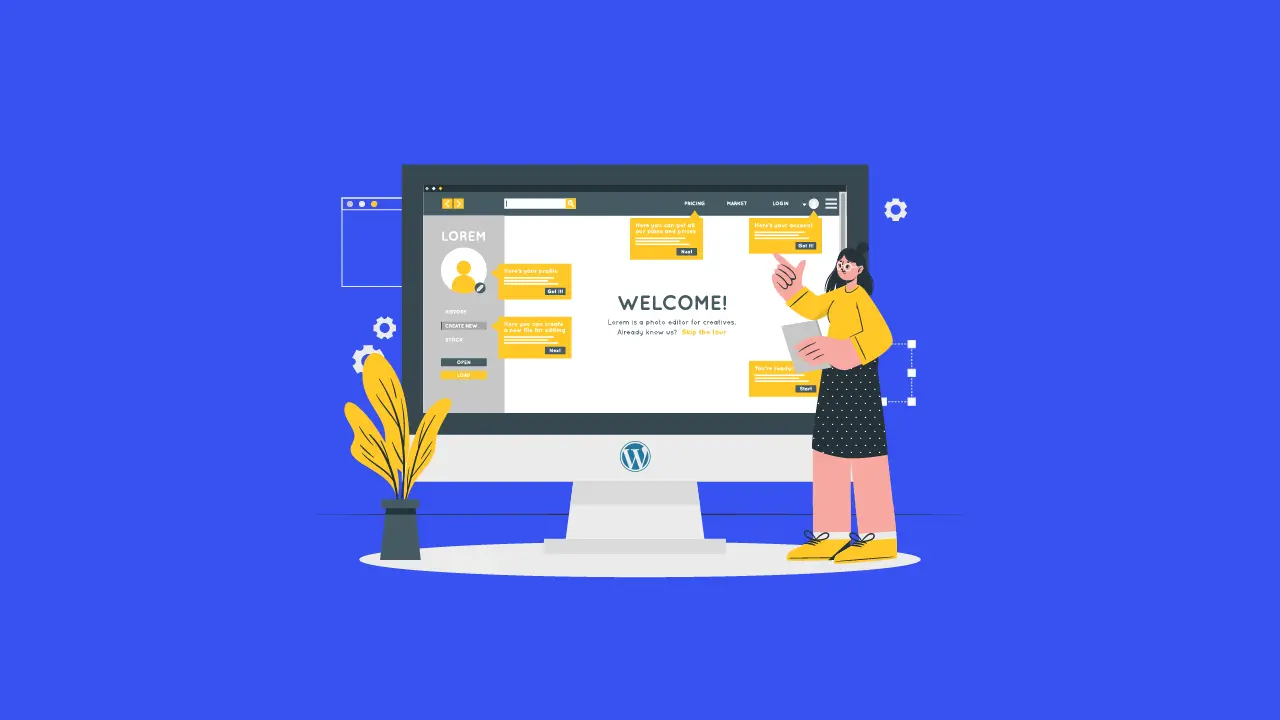 PRICING
MARKET
LOGIN
LOREM
Here you can get all
our plans and prices
Next
Here's your account
Got it!
Here's your profile
Got it!
CREATE NEW
STOCK
OPEN
LOAD
Here you can create
a new file for editing
Next
WELCOME!
Lorem is a photo editor for creatives.
Already know us? Skip the tour
You're ready!
Start
W